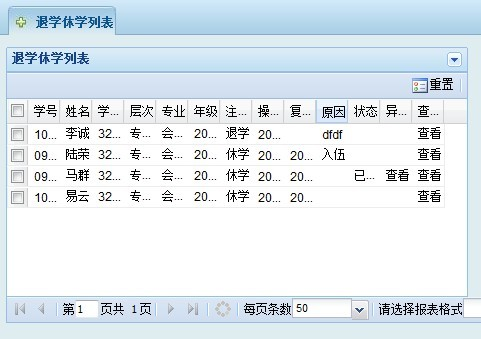 退学休学列表
退学休学列表
重置
学号 姓名 学... 层次 专业 年级 注... 操... 复... 原因 状态 异... 查...
10... 李诚 32... 专... 会... 20... 退学 20... dfdf 查看
09... 陆荣 32... 专... 会... 20... 休学 20... 20... 入伍 查看
09... 马群 32... 专... 会... 20... 休学 20... 20... 已... 查看 查看
10... 易云 32... 专... 会... 20... 休学 20... 20... 查看
第 1 页共 1 页 每页条数 50 请选择报表格式